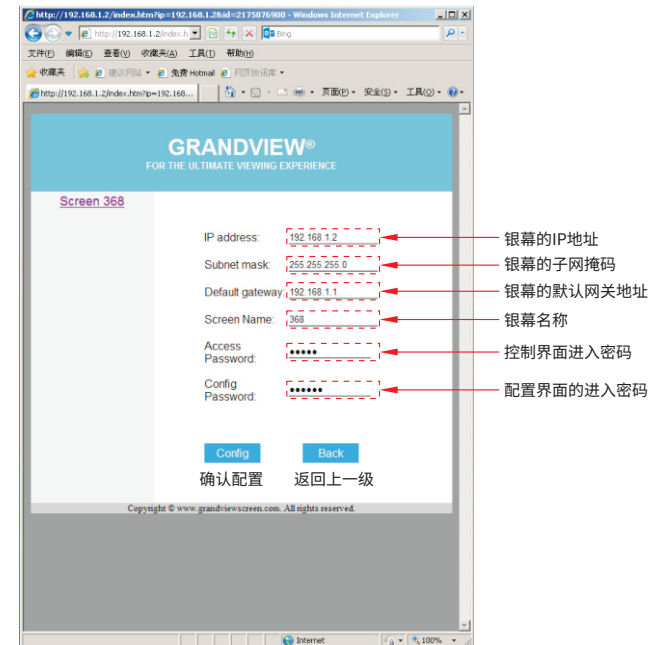 http://192.168.1.2/index.htm?ip=192.168.1.2&id=2175076900 - Windows Internet Explorer
http://192.168.1.2/index.h
Bing
文件(F) 编辑(E) 查看(V) 收藏夹(A) 工具(T) 帮助(H)
收藏夹 建议网站 免费 Hotmail 网页快讯库
http://192.168.1.2/index.htm?ip=192.168... 页面(P) 安全(S) 工具(O)
GRANDVIEW®
FOR THE ULTIMATE VIEWING EXPERIENCE
Screen 368
IP address: 192.168.1.2 银幕的IP地址
Subnet mask: 255.255.255.0 银幕的子网掩码
Default gateway: 192.168.1.1 银幕的默认网关地址
Screen Name: 368 银幕名称
Access
Password: ••••• 控制界面进入密码
Config
Password: •••••• 配置界面的进入密码
Config Back
确认配置 返回上一级
Copyright © www.grandviewscreen.com. All rights reserved.
Internet 100%